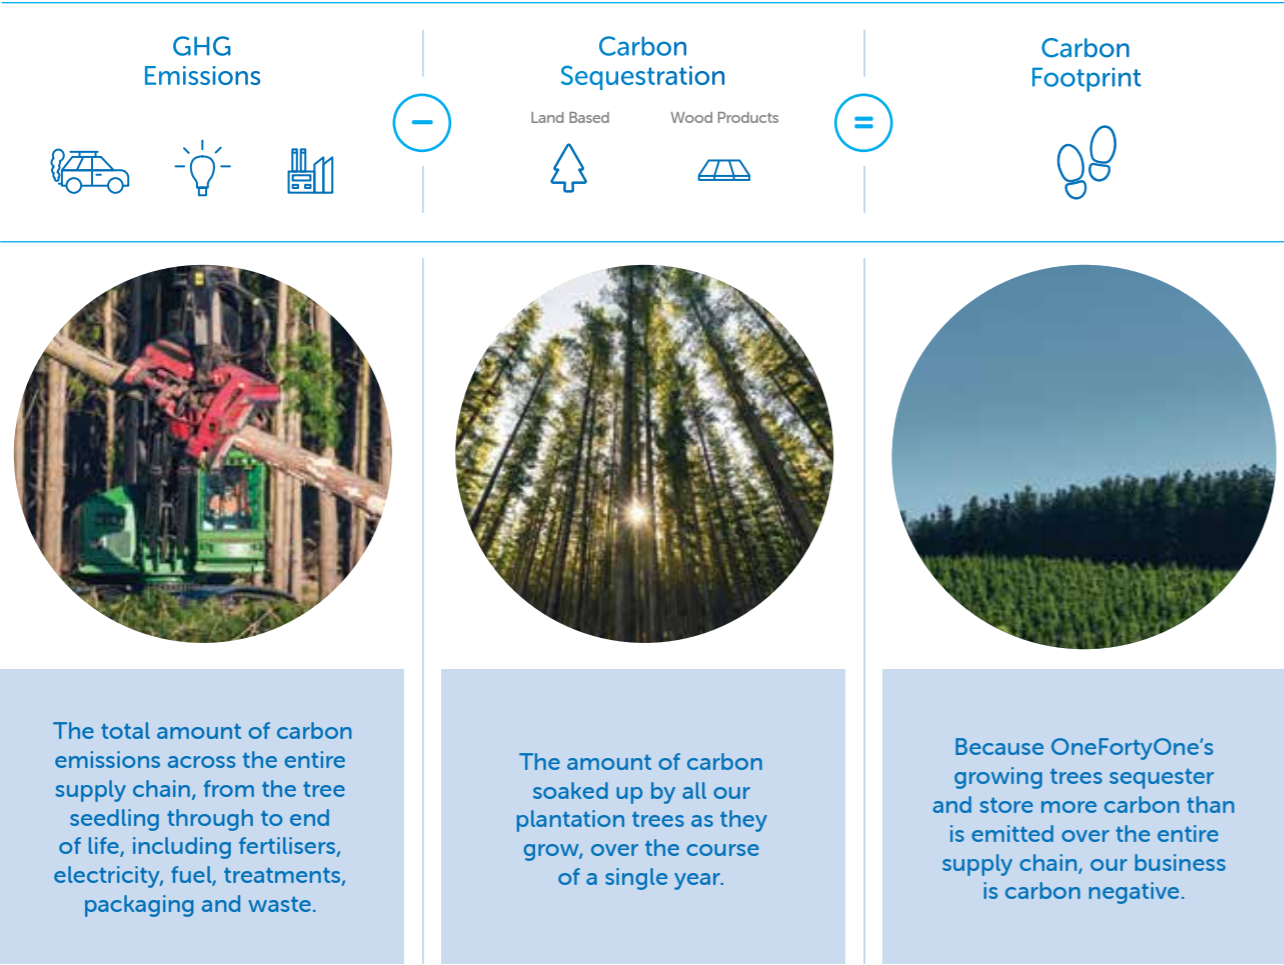 GHG
Emissions
−
Carbon
Sequestration
Land Based
Wood Products
=
Carbon
Footprint
The total amount of carbon
emissions across the entire
supply chain, from the tree
seedling through to end
of life, including fertilisers,
electricity, fuel, treatments,
packaging and waste.
The amount of carbon
soaked up by all our
plantation trees as they
grow, over the course
of a single year.
Because OneFortyOne’s
growing trees sequester
and store more carbon than
is emitted over the entire
supply chain, our business
is carbon negative.